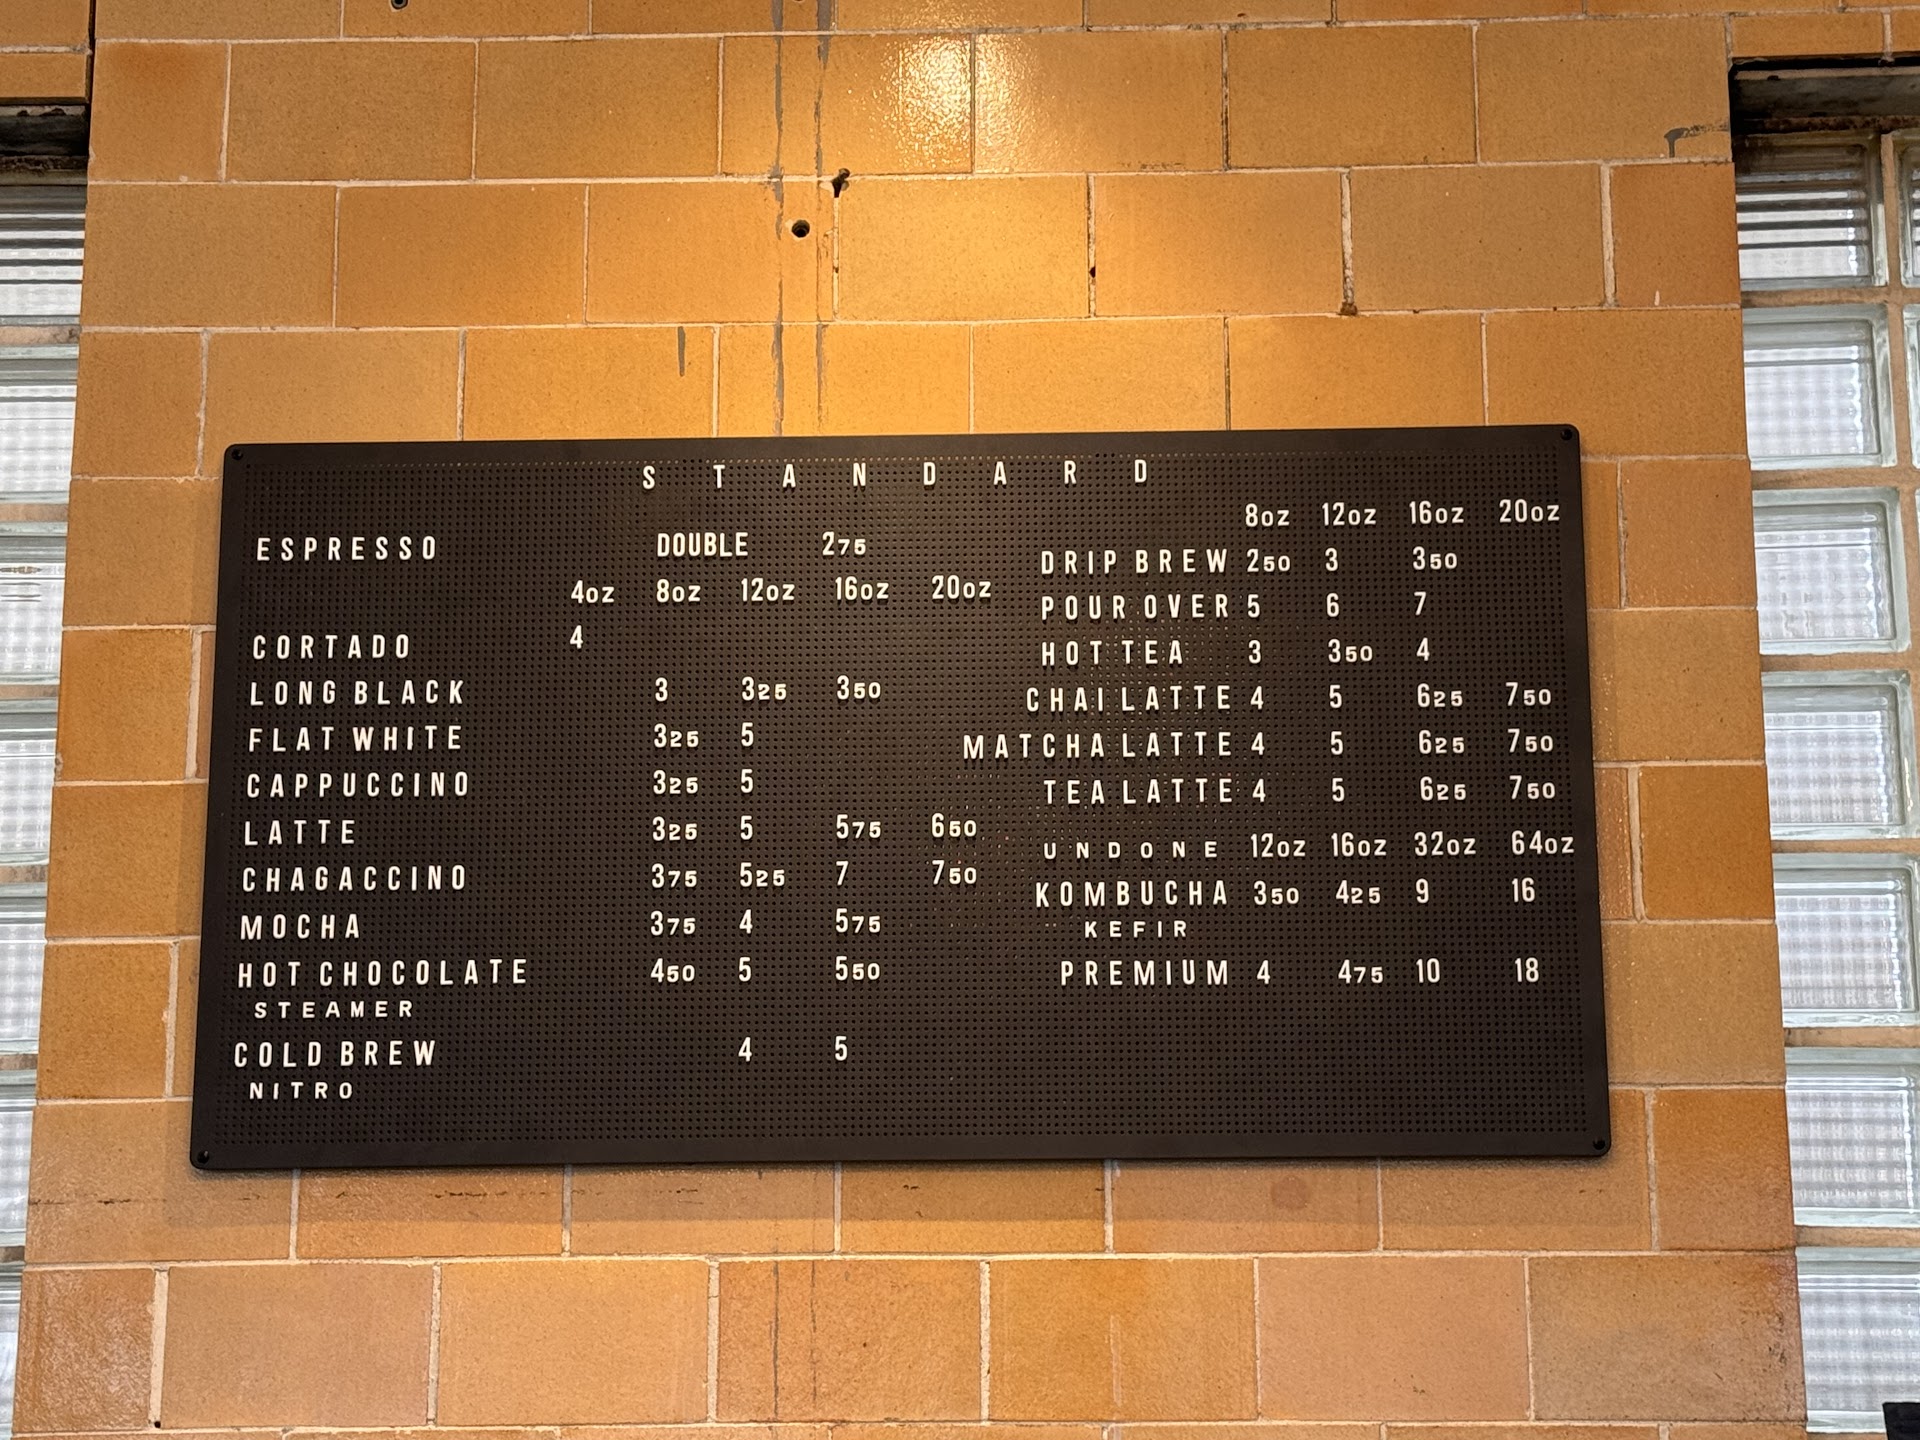 STANDARD
ESPRESSO DOUBLE 275
4oz 8oz 12oz 16oz 20oz
CORTADO 4
LONG BLACK 3 325 350
FLAT WHITE 325 5
CAPPUCCINO 325 5
LATTE 325 5 575 650
CHAGACCINO 375 525 7 750
MOCHA 375 4 575
HOT CHOCOLATE 450 5 550
STEAMER
COLD BREW 4 5
NITRO
8oz 12oz 16oz 20oz
DRIP BREW 250 3 350
POUR OVER 5 6 7
HOT TEA 3 350 4
CHAI LATTE 4 5 625 750
MATCHA LATTE 4 5 625 750
TEA LATTE 4 5 625 750
UNDONE 12oz 16oz 32oz 64oz
KOMBUCHA 350 425 9 16
KEFIR
PREMIUM 4 475 10 18